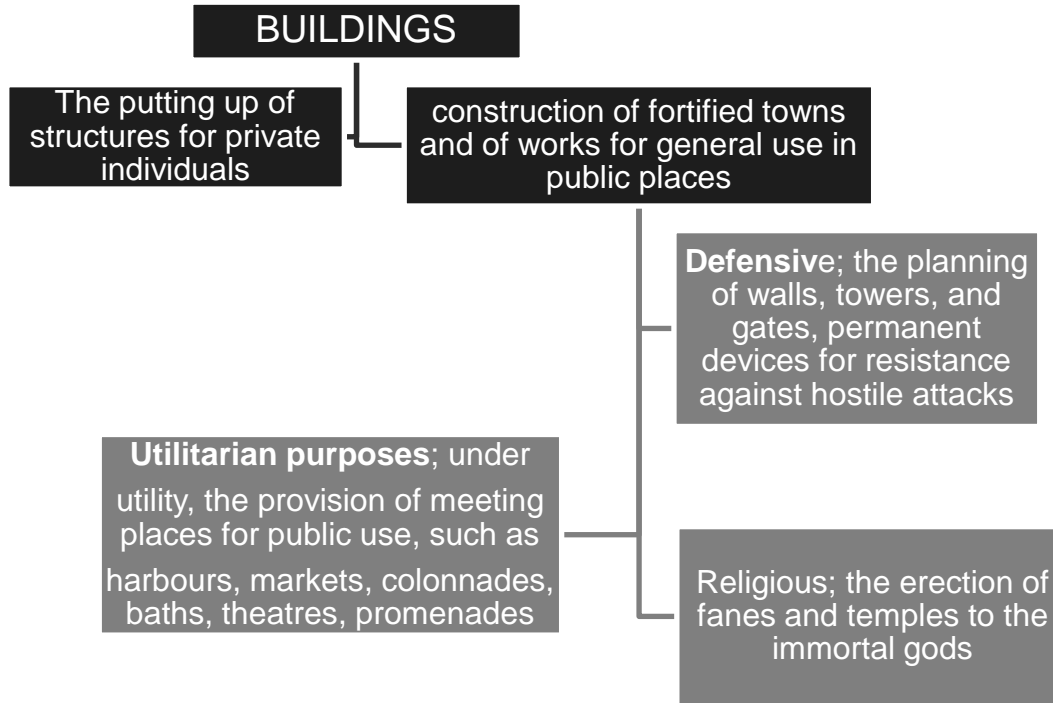 BUILDINGS
The putting up of
structures for private
individuals
construction of fortified towns
and of works for general use in
public places
Defensive; the planning
of walls, towers, and
gates, permanent
devices for resistance
against hostile attacks
Utilitarian purposes; under
utility, the provision of meeting
places for public use, such as
harbours, markets, colonnades,
baths, theatres, promenades
Religious; the erection of
fanes and temples to the
immortal gods